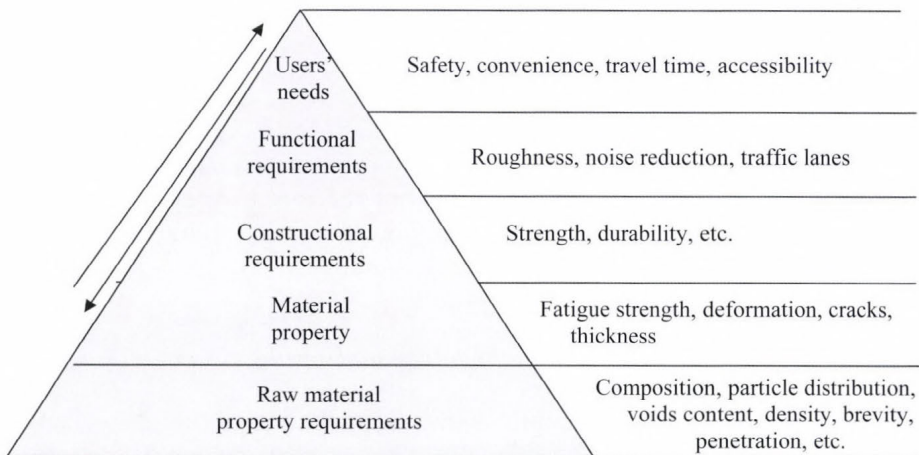 Users'
needs
Safety, convenience, travel time, accessibility
Functional
requirements
Roughness, noise reduction, traffic lanes
Constructional
requirements
Strength, durability, etc.
Material
property
Fatigue strength, deformation, cracks,
thickness
Raw material
property requirements
Composition, particle distribution,
voids content, density, brevity,
penetration, etc.